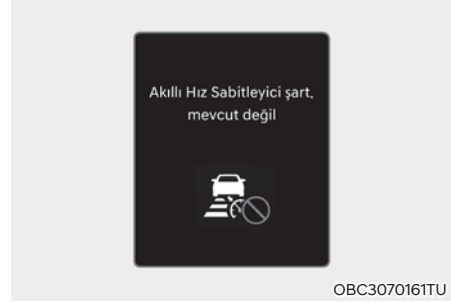 Akıllı Hız Sabitleyici şart.
mevcut değil
OBC3070161TU